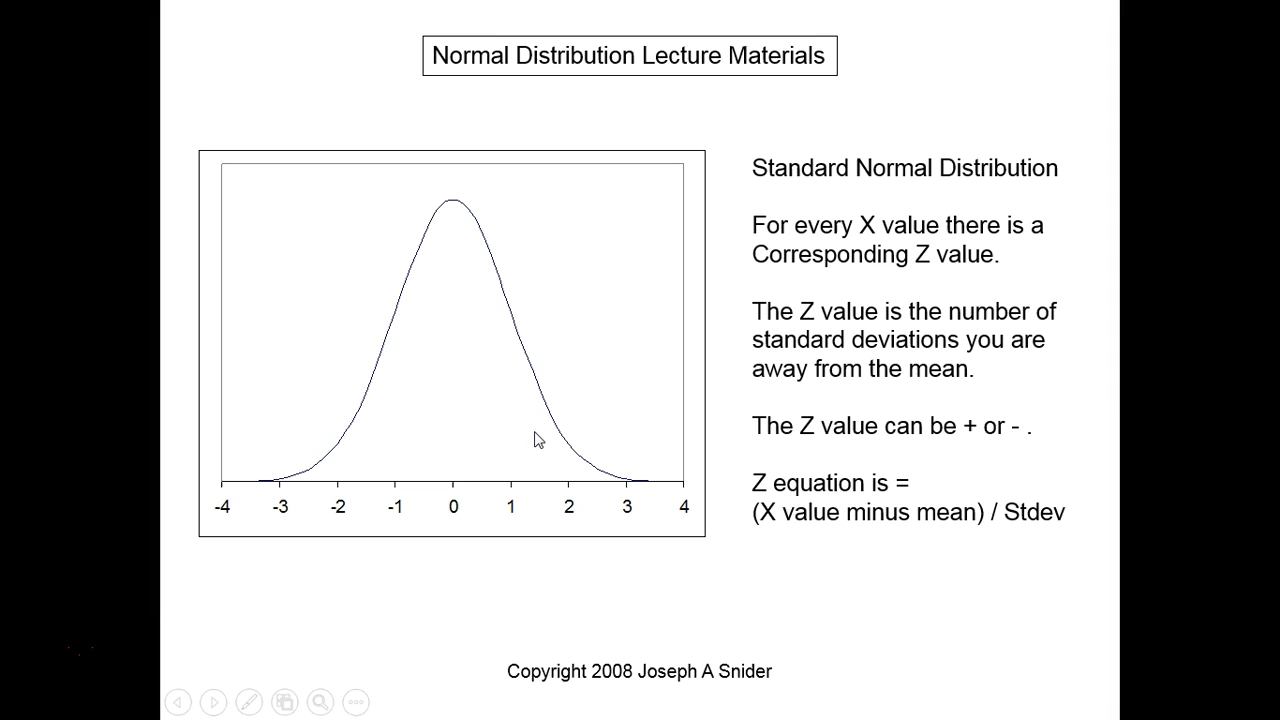 Normal Distribution Lecture Materials
Standard Normal Distribution
For every X value there is a
Corresponding Z value.
The Z value is the number of
standard deviations you are
away from the mean.
The Z value can be + or - .
Z equation is =
(X value minus mean) / Stdev
-4 -3 -2 -1 0 1 2 3 4
Copyright 2008 Joseph A Snider